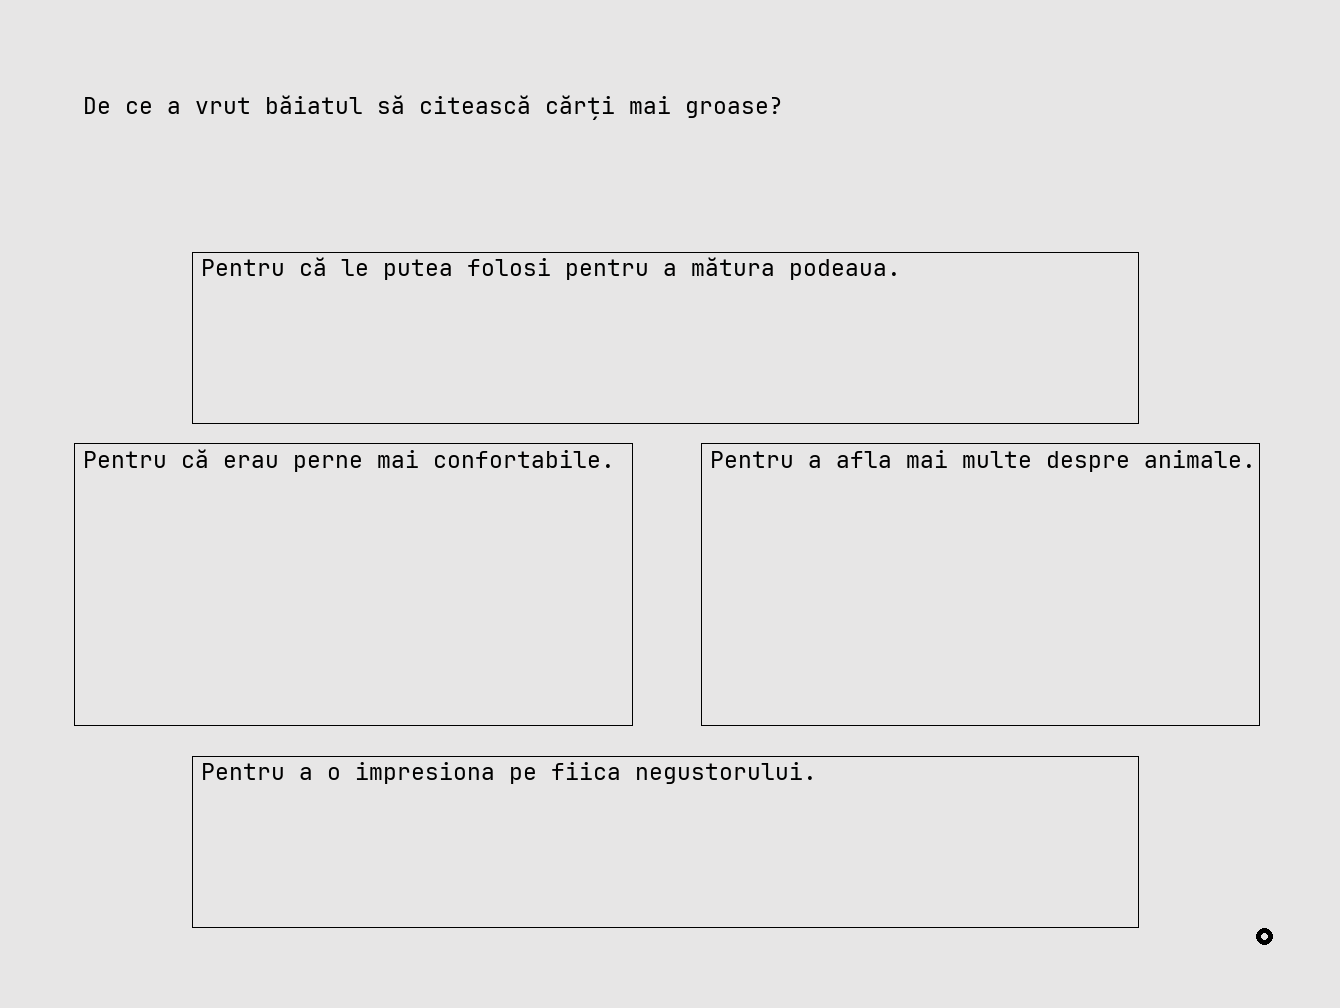 De ce a vrut băiatul să citească cărți mai groase?
Pentru că le putea folosi pentru a mătura podeaua.
Pentru că erau perne mai confortabile.
Pentru a afla mai multe despre animale.
Pentru a o impresiona pe fiica negustorului.